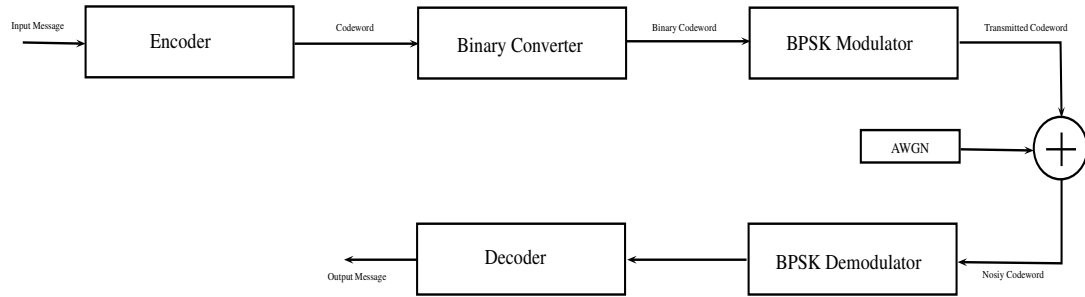 Input Message
Encoder
Codeword
Binary Converter
Binary Codeword
BPSK Modulator
Transmitted Codeword
AWGN
Nosiy Codeword
BPSK Demodulator
Decoder
Output Message